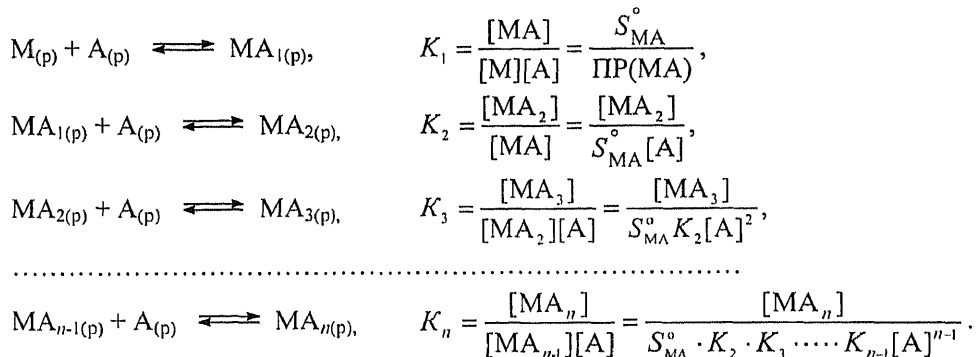 M(р) + A(р) ⇄ MA1(р), K1 = [MA] / [M][A] = S°MA / ПР(MA),
MA1(р) + A(р) ⇄ MA2(р), K2 = [MA2] / [MA] = [MA2] / S°MA[A],
MA2(р) + A(р) ⇄ MA3(р), K3 = [MA3] / [MA2][A] = [MA3] / S°MA K2[A]²,
..........................................................................
MAn-1(р) + A(р) ⇄ MAn(р), Kn = [MAn] / [MAn-1][A] = [MAn] / S°MA · K2 · K3 · ····· Kn-1[A]ⁿ⁻¹.